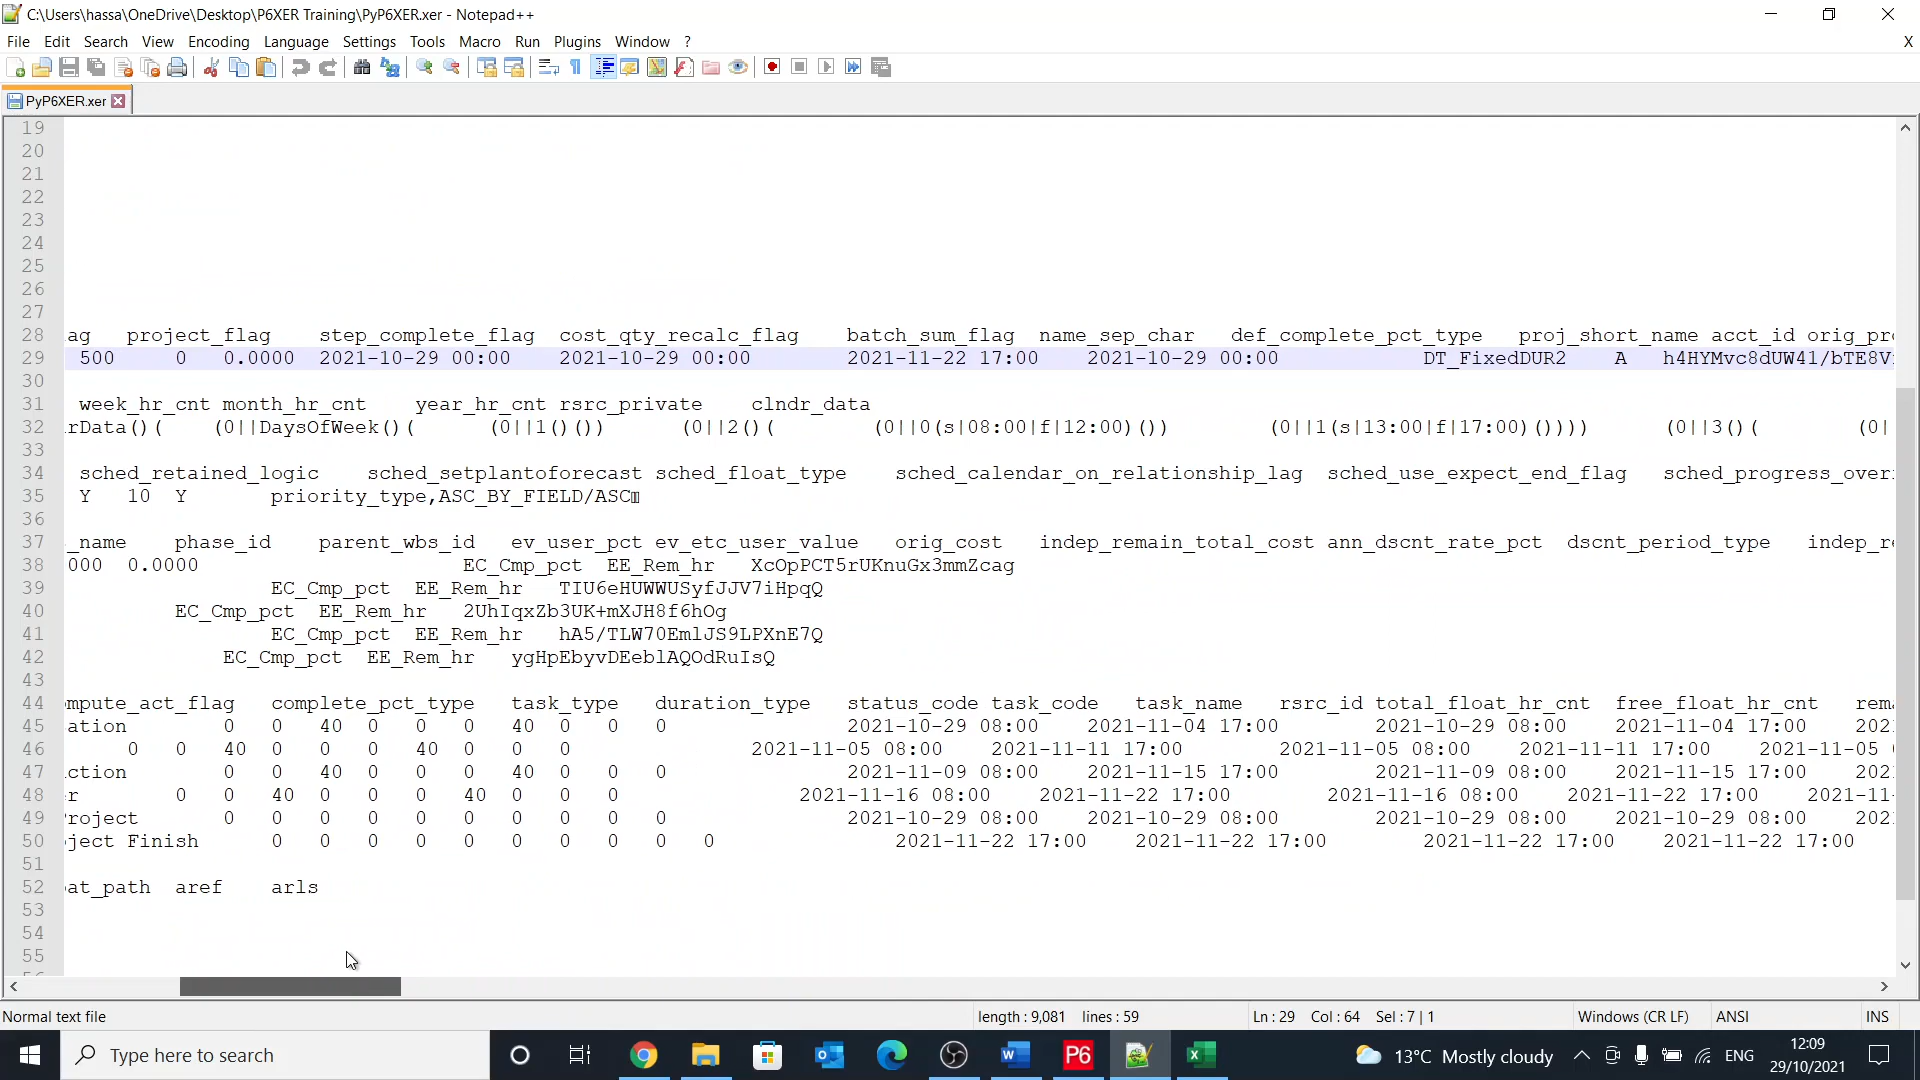 C:\Users\hassa\OneDrive\Desktop\P6XER Training\PyP6XER.xer - Notepad++
File Edit Search View Encoding Language Settings Tools Macro Run Plugins Window ? X
PyP6XER.xer
19
20
21
22
23
24
25
26
27
28 ag project_flag step_complete_flag cost_qty_recalc_flag batch_sum_flag name_sep_char def_complete_pct_type proj_short_name acct_id orig_pro
29 500 0 0.0000 2021-10-29 00:00 2021-10-29 00:00 2021-11-22 17:00 2021-10-29 00:00 DT_FixedDUR2 A h4HYMvc8dUW41/bTE8V
30
31 week_hr_cnt month_hr_cnt year_hr_cnt rsrc_private clndr_data
32 rData()( (0||DaysOfWeek()( (0||1()()) (0||2()( (0||0(s|08:00|f|12:00)()) (0||1(s|13:00|f|17:00)()))) (0||3()( (0|
33
34 sched_retained_logic sched_setplantoforecast sched_float_type sched_calendar_on_relationship_lag sched_use_expect_end_flag sched_progress_over
35 Y 10 Y priority_type,ASC_BY_FIELD/ASC
36
37 _name phase_id parent_wbs_id ev_user_pct ev_etc_user_value orig_cost indep_remain_total_cost ann_dscnt_rate_pct dscnt_period_type indep_re
38 000 0.0000 EC_Cmp_pct EE_Rem_hr XcOpPCT5rUKnuGx3mmZcag
39 EC_Cmp_pct EE_Rem_hr TIU6eHUWWUSyfJJV7iHpqQ
40 EC_Cmp_pct EE_Rem_hr 2UhIqxZb3UK+mXJH8f6hOg
41 EC_Cmp_pct EE_Rem_hr hA5/TLW70EmlJS9LPXnE7Q
42 EC_Cmp_pct EE_Rem_hr ygHpEbyvDEeblAQOdRuIsQ
43
44 mpute_act_flag complete_pct_type task_type duration_type status_code task_code task_name rsrc_id total_float_hr_cnt free_float_hr_cnt rema
45 ation 0 0 40 0 0 0 40 0 0 0 2021-10-29 08:00 2021-11-04 17:00 2021-10-29 08:00 2021-11-04 17:00 202
46 0 0 40 0 0 0 40 0 0 0 2021-11-05 08:00 2021-11-11 17:00 2021-11-05 08:00 2021-11-11 17:00 2021-11-05
47 ction 0 0 40 0 0 0 40 0 0 0 2021-11-09 08:00 2021-11-15 17:00 2021-11-09 08:00 2021-11-15 17:00 202
48 r 0 0 40 0 0 0 40 0 0 0 2021-11-16 08:00 2021-11-22 17:00 2021-11-16 08:00 2021-11-22 17:00 2021-11-
49 Project 0 0 0 0 0 0 0 0 0 0 2021-10-29 08:00 2021-10-29 08:00 2021-10-29 08:00 2021-10-29 08:00 202
50 ject Finish 0 0 0 0 0 0 0 0 0 0 2021-11-22 17:00 2021-11-22 17:00 2021-11-22 17:00 2021-11-22 17:00
51
52 at_path aref arls
53
54
55
Normal text file length : 9,081 lines : 59 Ln : 29 Col : 64 Sel : 7 | 1 Windows (CR LF) ANSI INS
Type here to search P6 13°C Mostly cloudy ENG 12:09
29/10/2021